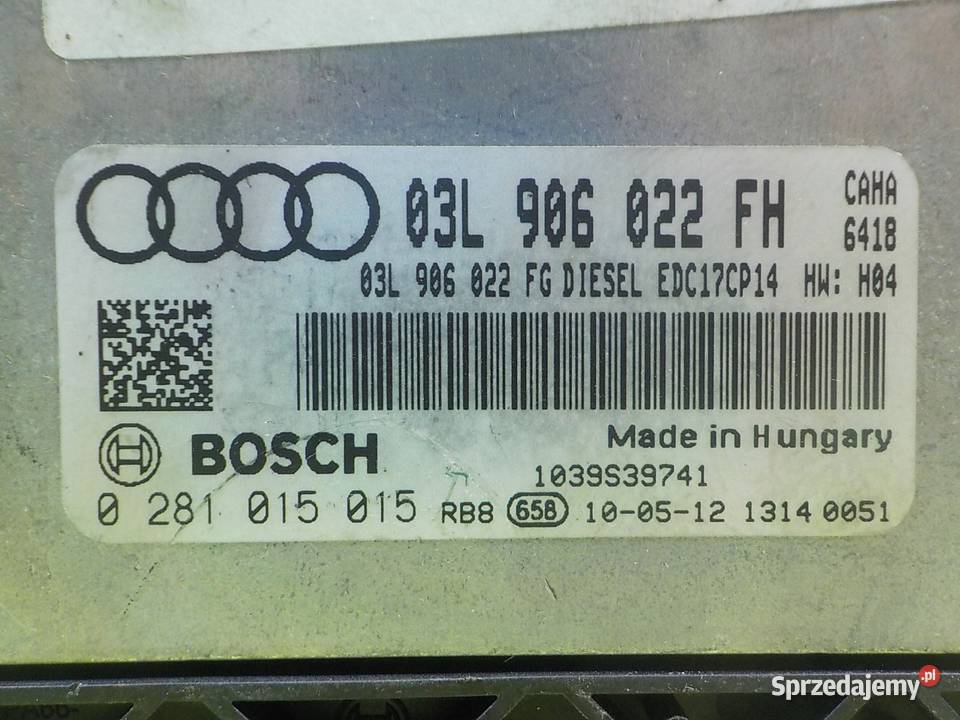 03L 906 022 FH
CAHA
6418
03L 906 022 FG DIESEL EDC17CP14 HW: H04
Made in Hungary
BOSCH
1039S39741
0 281 015 015 RB8 658 10-05-12 1314 0051
Sprzedajemy.pl